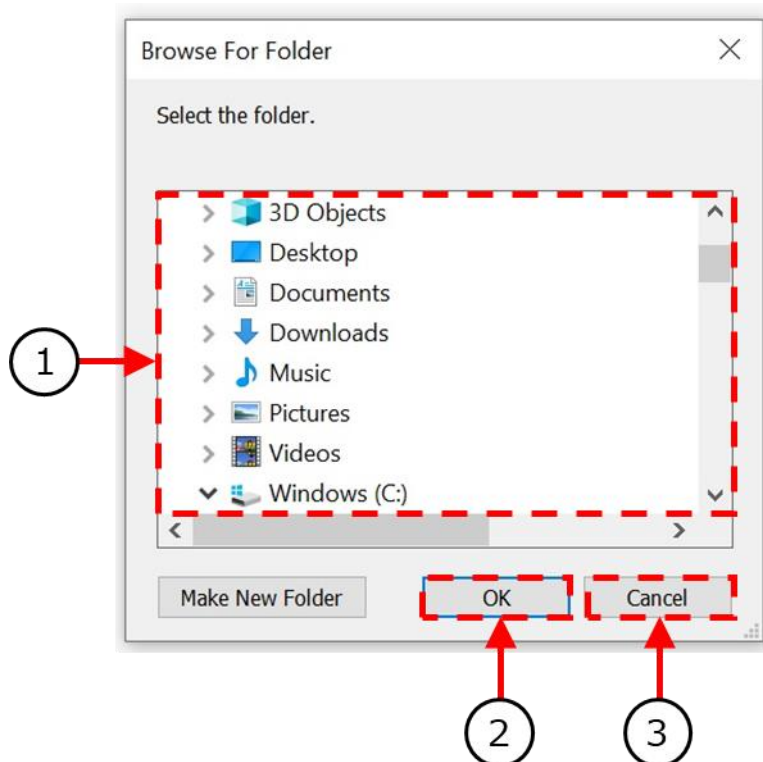 Browse For Folder
Select the folder.
3D Objects
Desktop
Documents
Downloads
1
Music
Pictures
Videos
Windows (C:)
Make New Folder OK Cancel
2 3